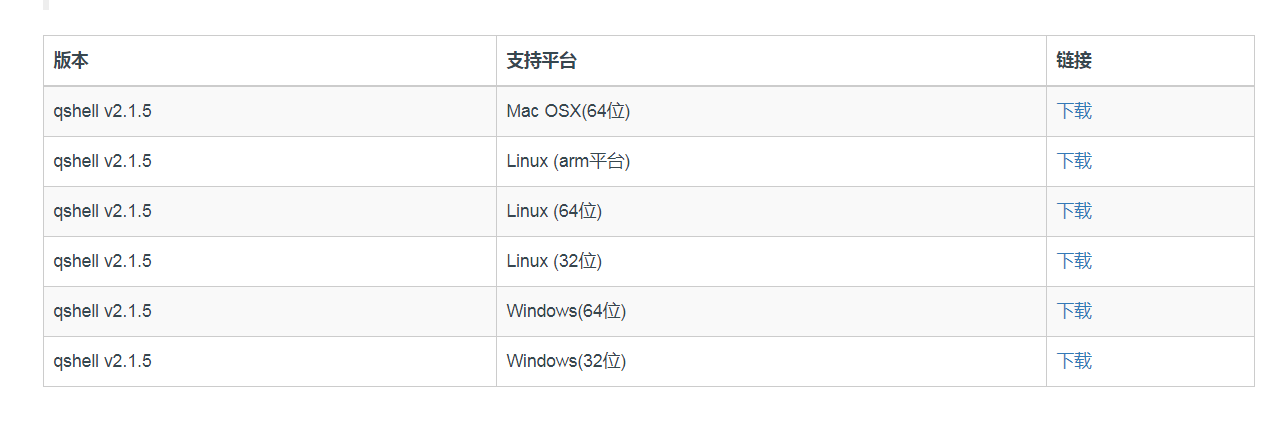 版本 支持平台 链接
qshell v2.1.5 Mac OSX(64位) 下载
qshell v2.1.5 Linux (arm平台) 下载
qshell v2.1.5 Linux (64位) 下载
qshell v2.1.5 Linux (32位) 下载
qshell v2.1.5 Windows(64位) 下载
qshell v2.1.5 Windows(32位) 下载